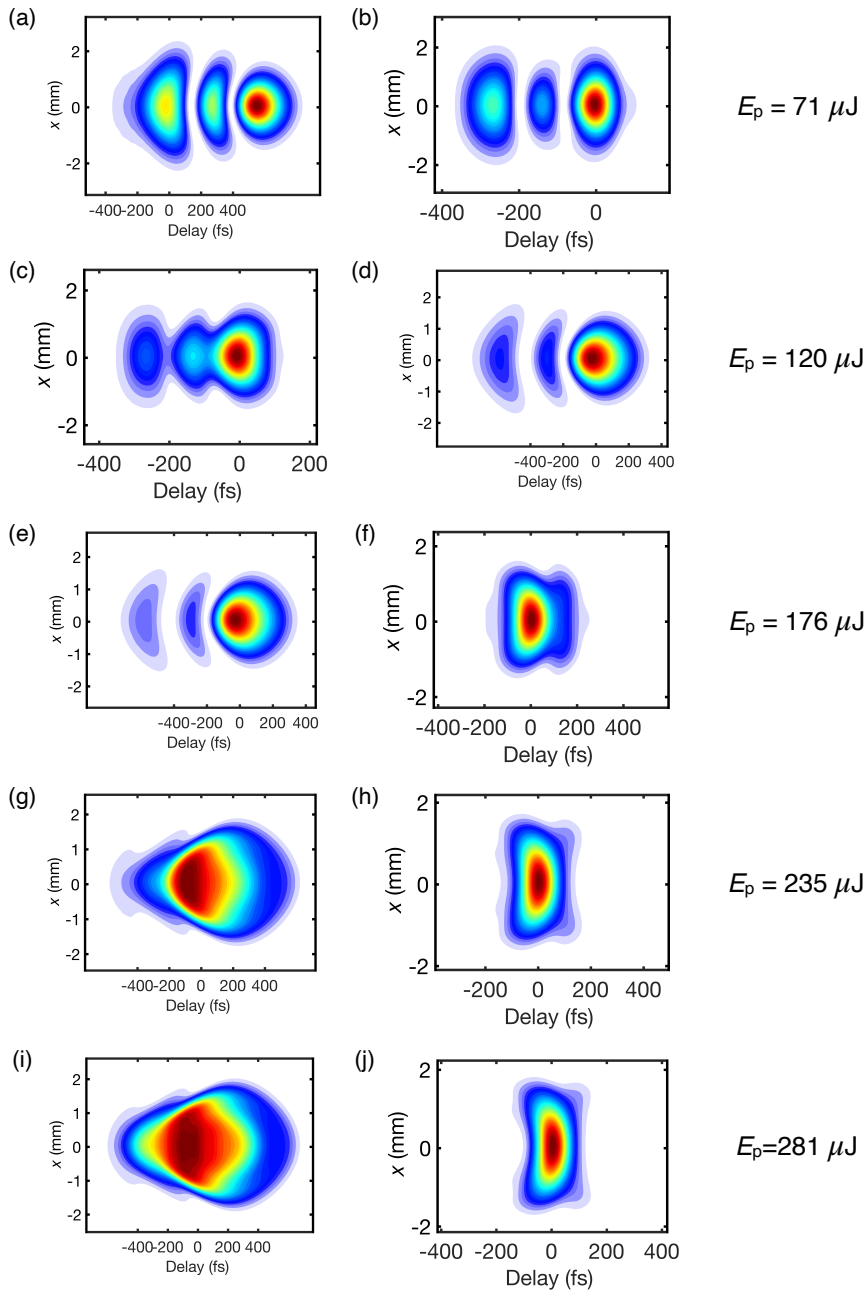 (a)
(b)
2
0
-2
x (mm)
-400-200 0 200 400
Delay (fs)
2
0
-2
x (mm)
-400 -200 0
Delay (fs)
Ep = 71 μJ
(c)
(d)
2
0
-2
x (mm)
-400 -200 0 200
Delay (fs)
2
1
0
-1
-2
x (mm)
-400-200 0 200 400
Delay (fs)
Ep = 120 μJ
(e)
(f)
2
1
0
-1
-2
x (mm)
-400-200 0 200 400
Delay (fs)
2
0
-2
x (mm)
-400-200 0 200 400
Delay (fs)
Ep = 176 μJ
(g)
(h)
2
1
0
-1
-2
x (mm)
-400-200 0 200 400
Delay (fs)
2
0
-2
x (mm)
-200 0 200 400
Delay (fs)
Ep = 235 μJ
(i)
(j)
2
1
0
-1
-2
x (mm)
-400-200 0 200 400
Delay (fs)
2
0
-2
x (mm)
-400 -200 0 200 400
Delay (fs)
Ep=281 μJ